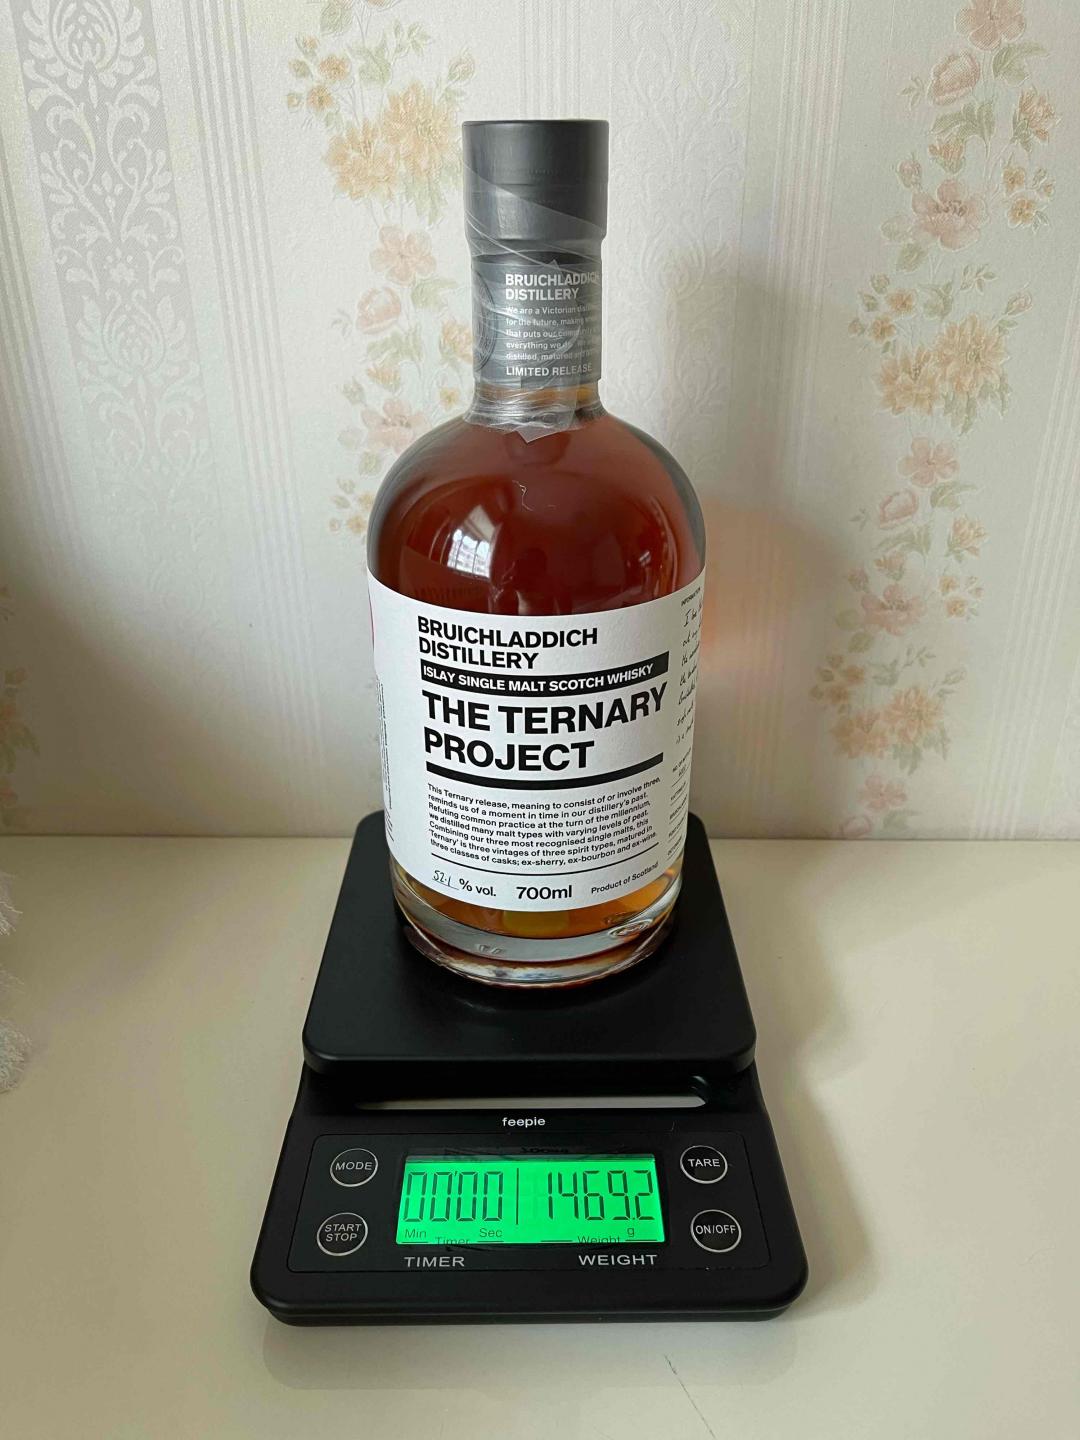 BRUICHLADDICH
DISTILLERY
We are a Victorian
for the future, making
that puts our
everything we do.
distilled, matured
LIMITED RELEASE
BRUICHLADDICH
DISTILLERY
ISLAY SINGLE MALT SCOTCH WHISKY
THE TERNARY
PROJECT
This Ternary release, meaning to consist of or involve three,
reminds us of a moment in time in our distillery's past.
Refuting common practice at the turn of the millennium,
we distilled many malt types with varying levels of peat.
Combining our three most recognised single malts, this
'Ternary' is three vintages of three spirit types, matured in
three classes of casks; ex-sherry, ex-bourbon and ex-wine.
52.1 % vol. 700ml Product of Scotland
feepie
MODE
TARE
START
STOP
00:00 1469.2
ON/OFF
Min Timer Sec Weight g
TIMER WEIGHT